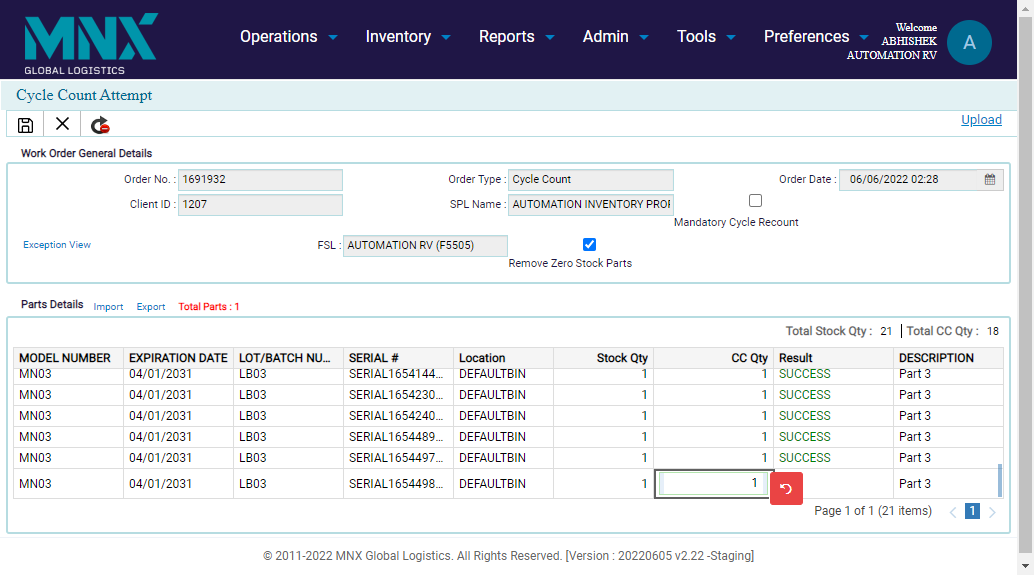 MNX
GLOBAL LOGISTICS
Operations Inventory Reports Admin Tools Preferences
Welcome
ABHISHEK
AUTOMATION RV
A
Cycle Count Attempt
Upload
Work Order General Details
Order No. : 1691932 Order Type : Cycle Count Order Date : 06/06/2022 02:28
Client ID : 1207 SPL Name : AUTOMATION INVENTORY PROF
Mandatory Cycle Recount
Exception View FSL : AUTOMATION RV (F5505)
Remove Zero Stock Parts
Parts Details Import Export Total Parts : 1
Total Stock Qty : 21 Total CC Qty : 18
MODEL NUMBER EXPIRATION DATE LOT/BATCH NU... SERIAL # Location Stock Qty CC Qty Result DESCRIPTION
MN03 04/01/2031 LB03 SERIAL1654144... DEFAULTBIN 1 1 SUCCESS Part 3
MN03 04/01/2031 LB03 SERIAL1654230... DEFAULTBIN 1 1 SUCCESS Part 3
MN03 04/01/2031 LB03 SERIAL1654240... DEFAULTBIN 1 1 SUCCESS Part 3
MN03 04/01/2031 LB03 SERIAL1654489... DEFAULTBIN 1 1 SUCCESS Part 3
MN03 04/01/2031 LB03 SERIAL1654497... DEFAULTBIN 1 1 SUCCESS Part 3
MN03 04/01/2031 LB03 SERIAL1654498... DEFAULTBIN 1 1 Part 3
Page 1 of 1 (21 items) 1
© 2011-2022 MNX Global Logistics. All Rights Reserved. [Version : 20220605 v2.22 -Staging]